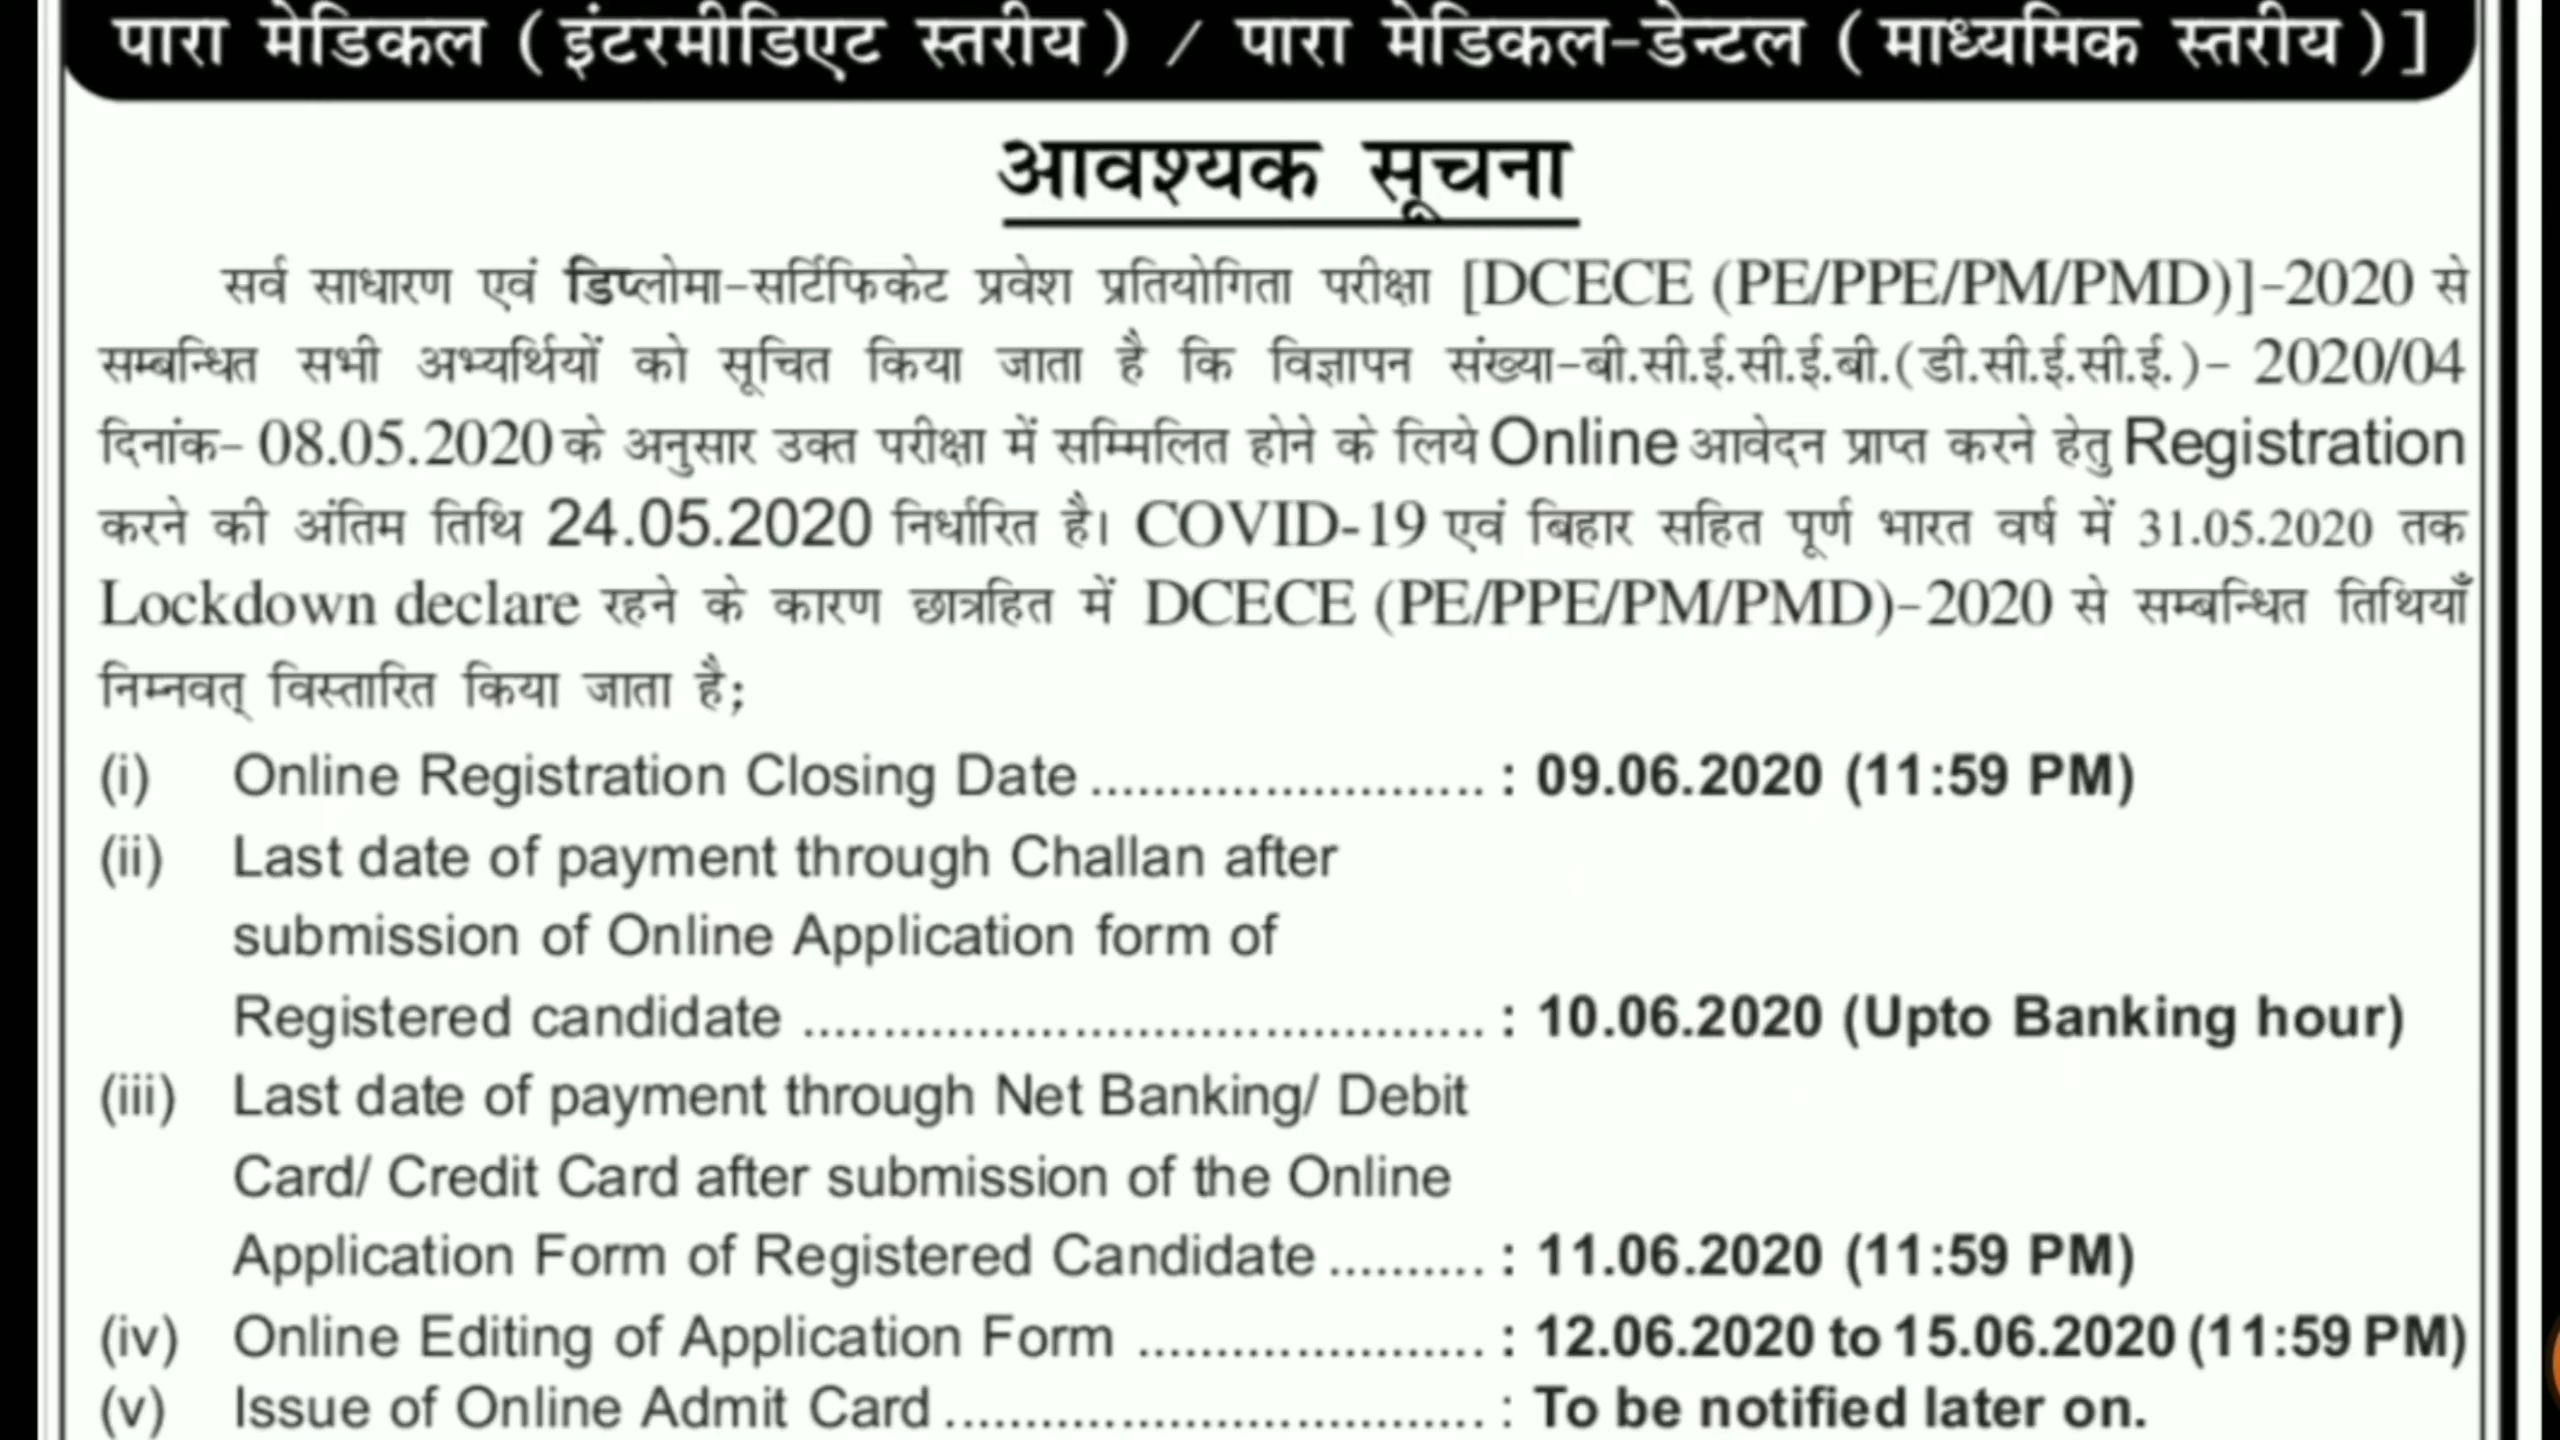 पारा मेडिकल (इंटरमीडिएट स्तरीय) / पारा मेडिकल-डेन्टल (माध्यमिक स्तरीय)]
आवश्यक सूचना
सर्व साधारण एवं डिप्लोमा-सर्टिफिकेट प्रवेश प्रतियोगिता परीक्षा [DCECE (PE/PPE/PM/PMD)]-2020 से
सम्बन्धित सभी अभ्यर्थियों को सूचित किया जाता है कि विज्ञापन संख्या-बी.सी.ई.सी.ई.बी.(डी.सी.ई.सी.ई.)- 2020/04
दिनांक- 08.05.2020 के अनुसार उक्त परीक्षा में सम्मिलित होने के लिये Online आवेदन प्राप्त करने हेतु Registration
करने की अंतिम तिथि 24.05.2020 निर्धारित है। COVID-19 एवं बिहार सहित पूर्ण भारत वर्ष में 31.05.2020 तक
Lockdown declare रहने के कारण छात्रहित में DCECE (PE/PPE/PM/PMD)-2020 से सम्बन्धित तिथियाँ
निम्नवत् विस्तारित किया जाता है;
(i) Online Registration Closing Date ......................... : 09.06.2020 (11:59 PM)
(ii) Last date of payment through Challan after
submission of Online Application form of
Registered candidate ........................................... : 10.06.2020 (Upto Banking hour)
(iii) Last date of payment through Net Banking/ Debit
Card/ Credit Card after submission of the Online
Application Form of Registered Candidate .......... : 11.06.2020 (11:59 PM)
(iv) Online Editing of Application Form ...................... : 12.06.2020 to 15.06.2020 (11:59 PM)
(v) Issue of Online Admit Card .................................. : To be notified later on.